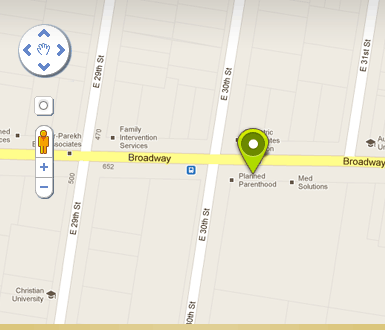 E 29th St
E 30th St
E 31st St
470
Family
Intervention
Services
r-Parekh
Associates
Broadway
Broadway
652
500
Planned
Parenthood
Med
Solutions
E 29th St
E 30th St
30th St
Christian
University